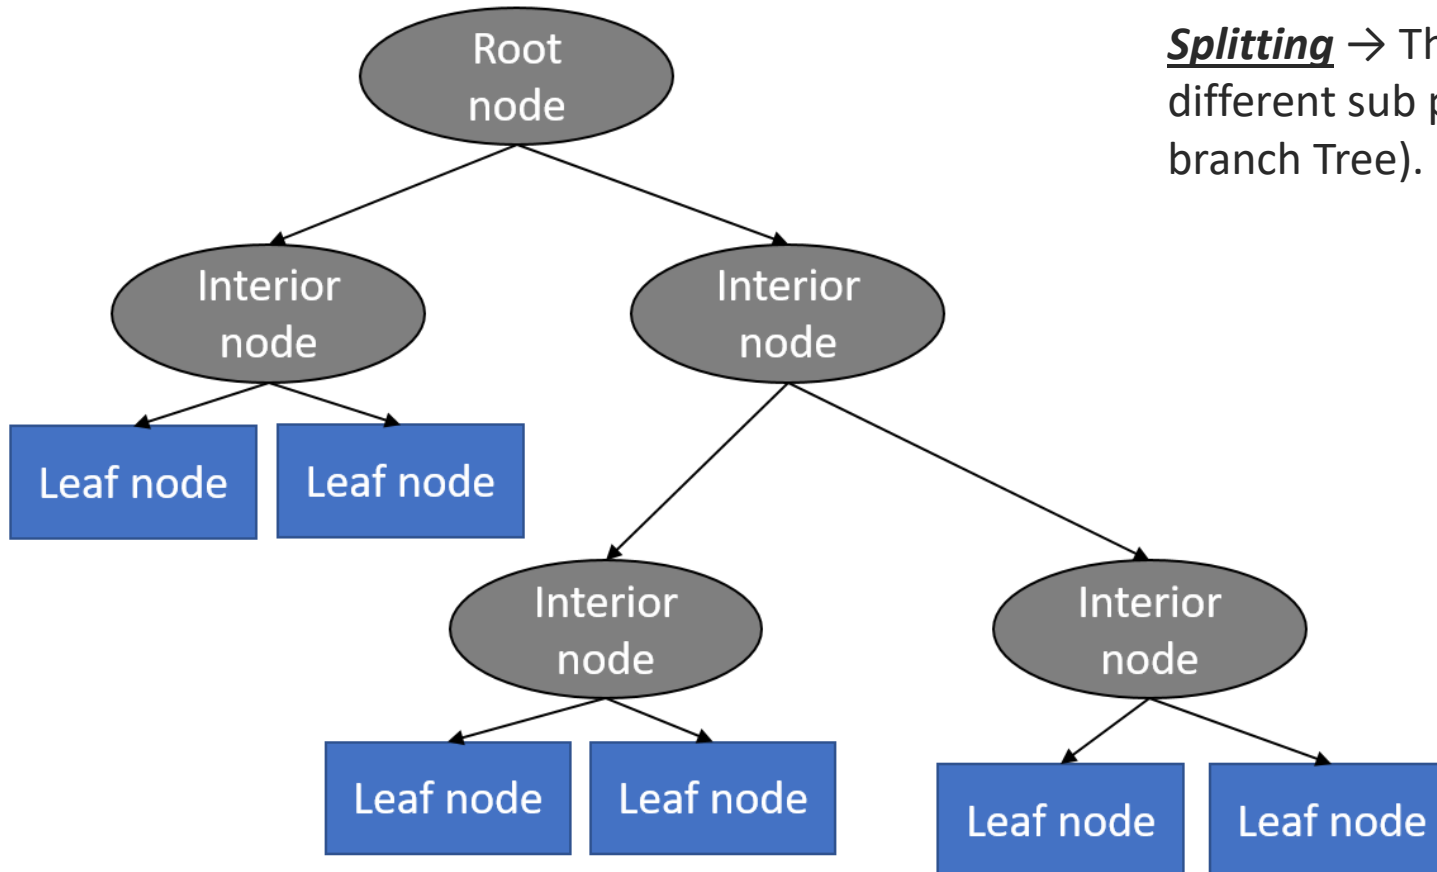 Root
node
Splitting → Th
different sub p
branch Tree).
Interior
node
Interior
node
Leaf node
Leaf node
Interior
node
Interior
node
Leaf node
Leaf node
Leaf node
Leaf node